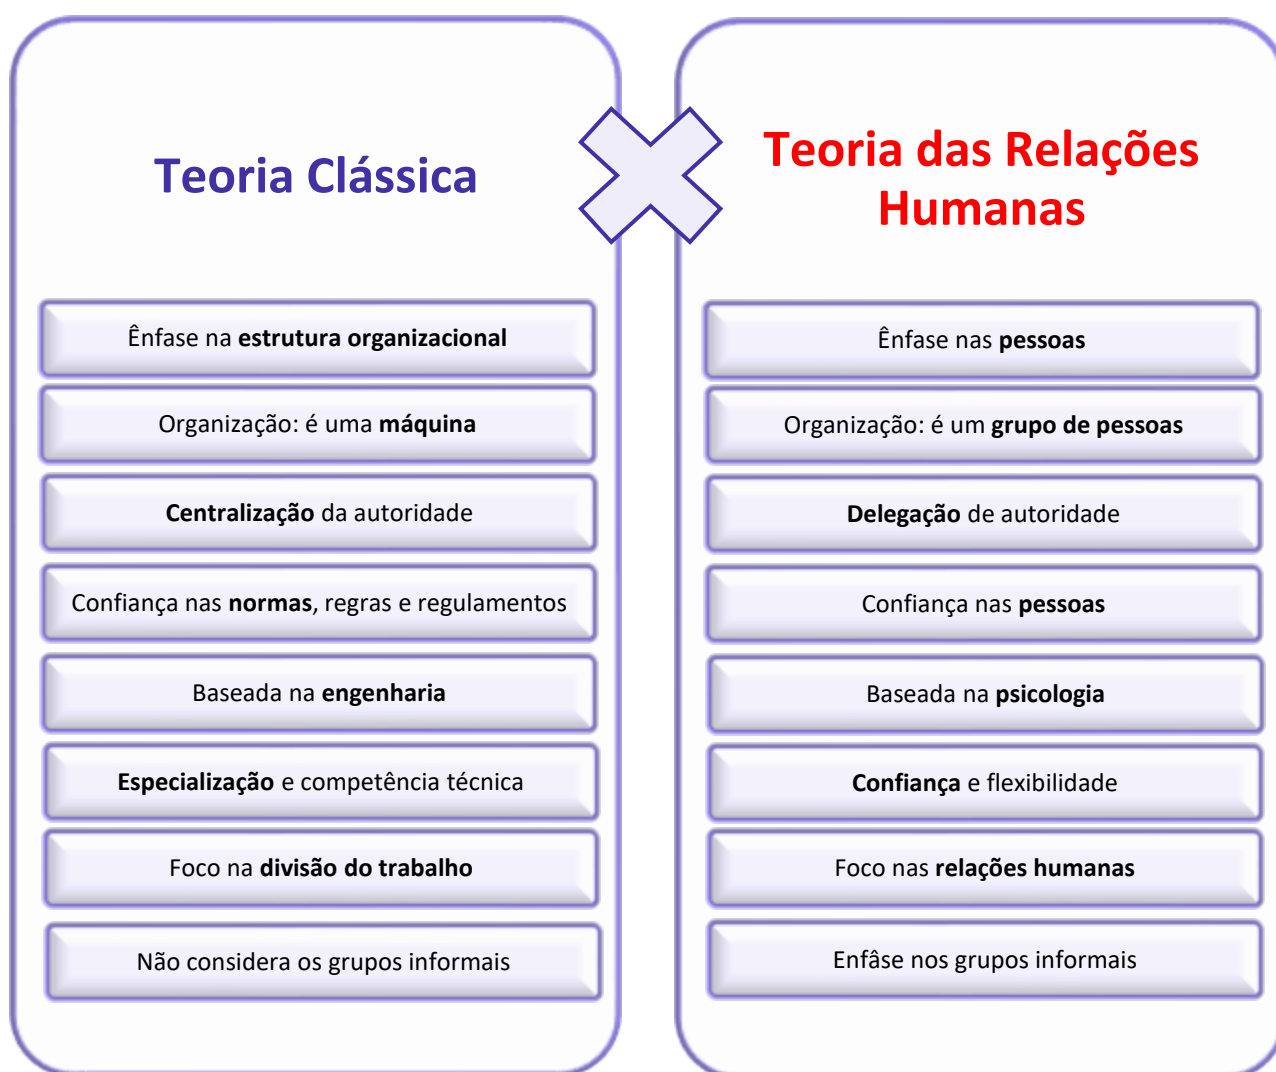 Teoria Clássica
Ênfase na estrutura organizacional
Organização: é uma máquina
Centralização da autoridade
Confiança nas normas, regras e regulamentos
Baseada na engenharia
Especialização e competência técnica
Foco na divisão do trabalho
Não considera os grupos informais
Teoria das Relações
Humanas
Ênfase nas pessoas
Organização: é um grupo de pessoas
Delegação de autoridade
Confiança nas pessoas
Baseada na psicologia
Confiança e flexibilidade
Foco nas relações humanas
Enfâse nos grupos informais